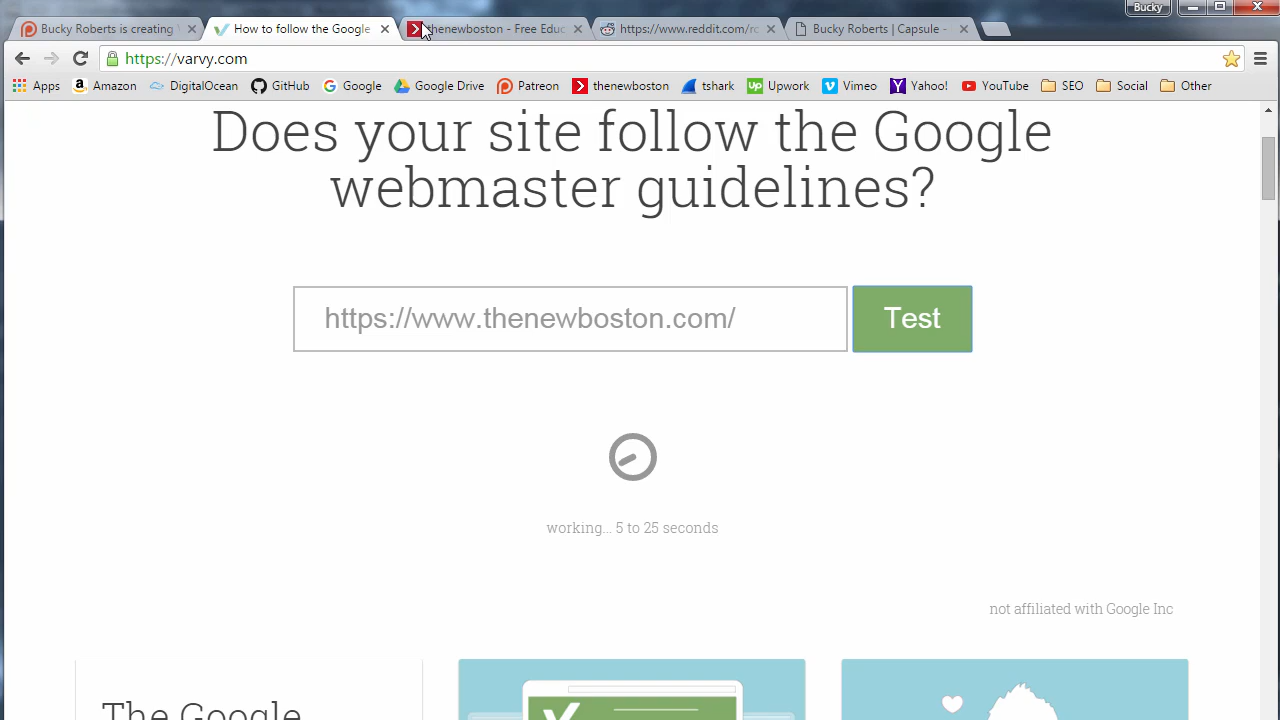 Bucky
Bucky Roberts is creating
How to follow the Google
thenewboston - Free Educ
https://www.reddit.com/rc
Bucky Roberts | Capsule -
https://varvy.com
Apps
Amazon
DigitalOcean
GitHub
Google
Google Drive
Patreon
thenewboston
tshark
Upwork
Vimeo
Yahoo!
YouTube
SEO
Social
Other
Does your site follow the Google
webmaster guidelines?
https://www.thenewboston.com/
Test
working... 5 to 25 seconds
not affiliated with Google Inc
The Google